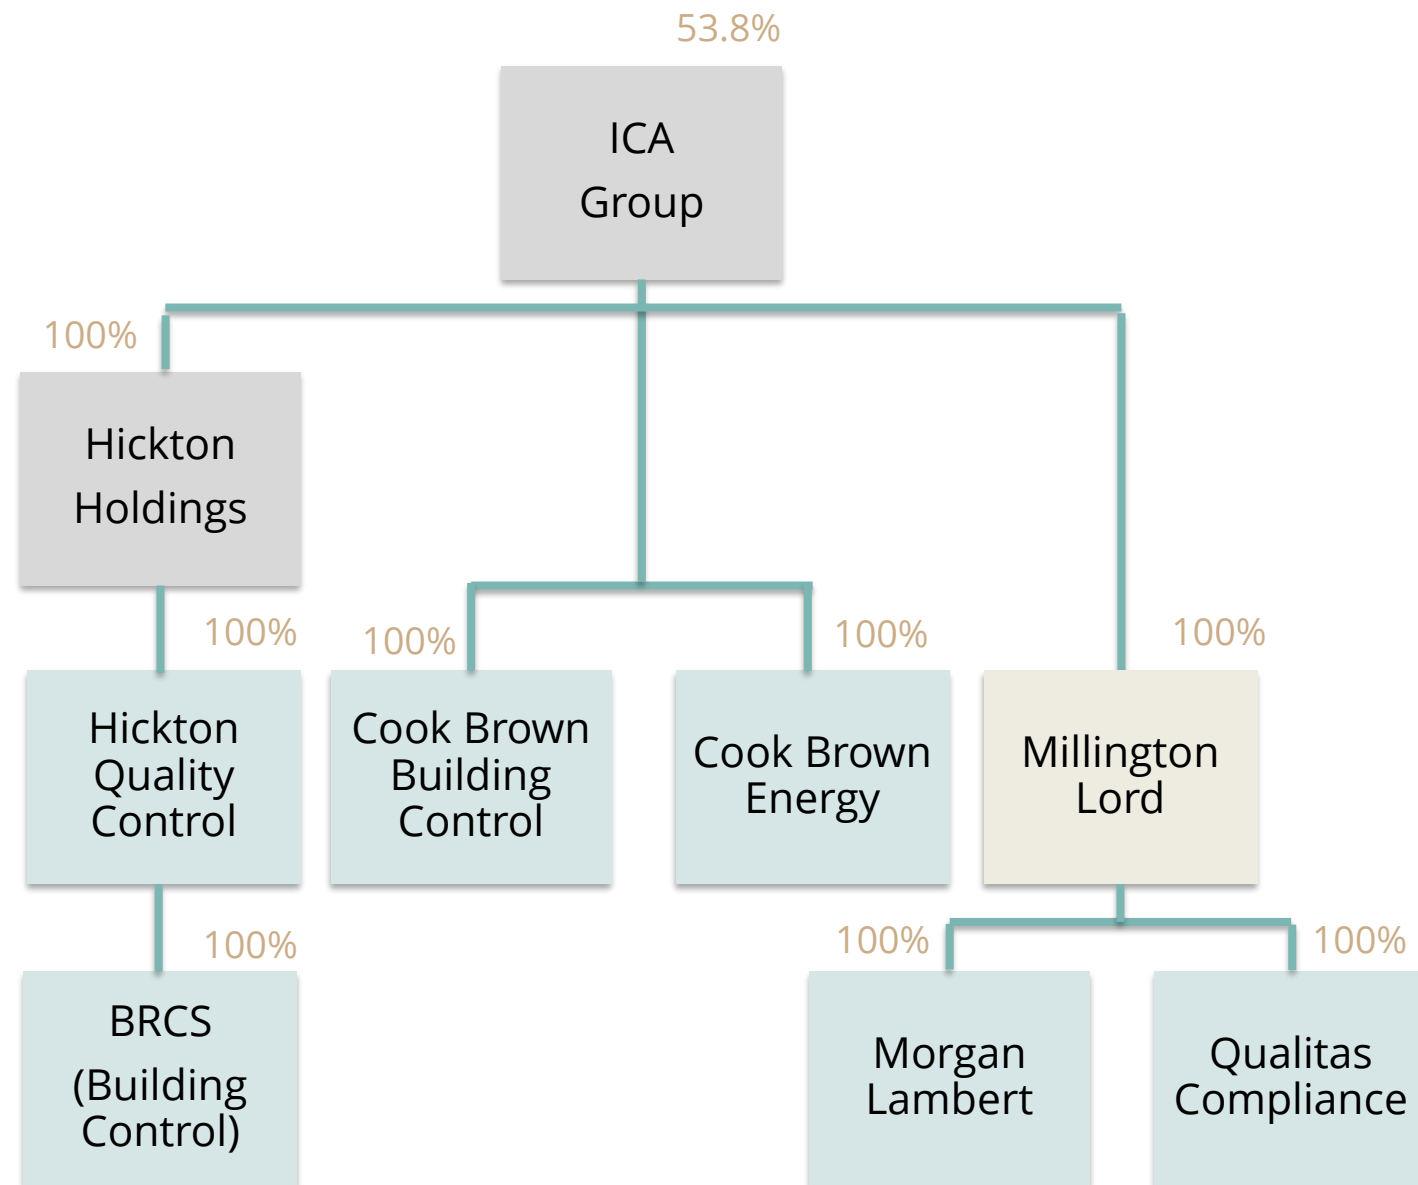 53.8%
ICA
Group
100%
Hickton
Holdings
100%
100%
100%
100%
Hickton
Quality
Control
Cook Brown
Building
Control
Cook Brown
Energy
Millington
Lord
100%
100%
100%
BRCS
(Building
Control)
Morgan
Lambert
Qualitas
Compliance